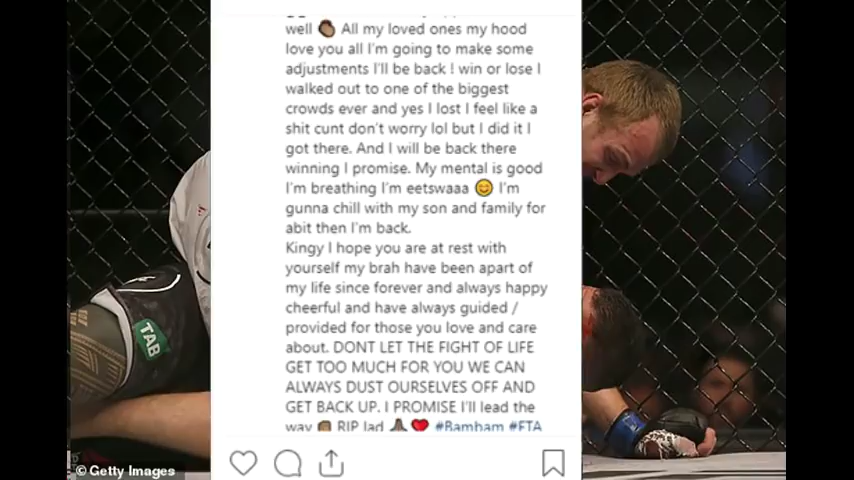 well 👊🏽 All my loved ones my hood
love you all I'm going to make some
adjustments I'll be back ! win or lose I
walked out to one of the biggest
crowds ever and yes I lost I feel like a
shit cunt don't worry lol but I did it I
got there. And I will be back there
winning I promise. My mental is good
I'm breathing I'm eetswaaa 😊 I'm
gunna chill with my son and family for
abit then I'm back.
Kingy I hope you are at rest with
yourself my brah have been apart of
my life since forever and always happy
cheerful and have always guided /
provided for those you love and care
about. DONT LET THE FIGHT OF LIFE
GET TOO MUCH FOR YOU WE CAN
ALWAYS DUST OURSELVES OFF AND
GET BACK UP. I PROMISE I'll lead the
way 👊🏽 RIP lad 🙏🏽❤️ #Bambam #FTA
TAB
© Getty Images